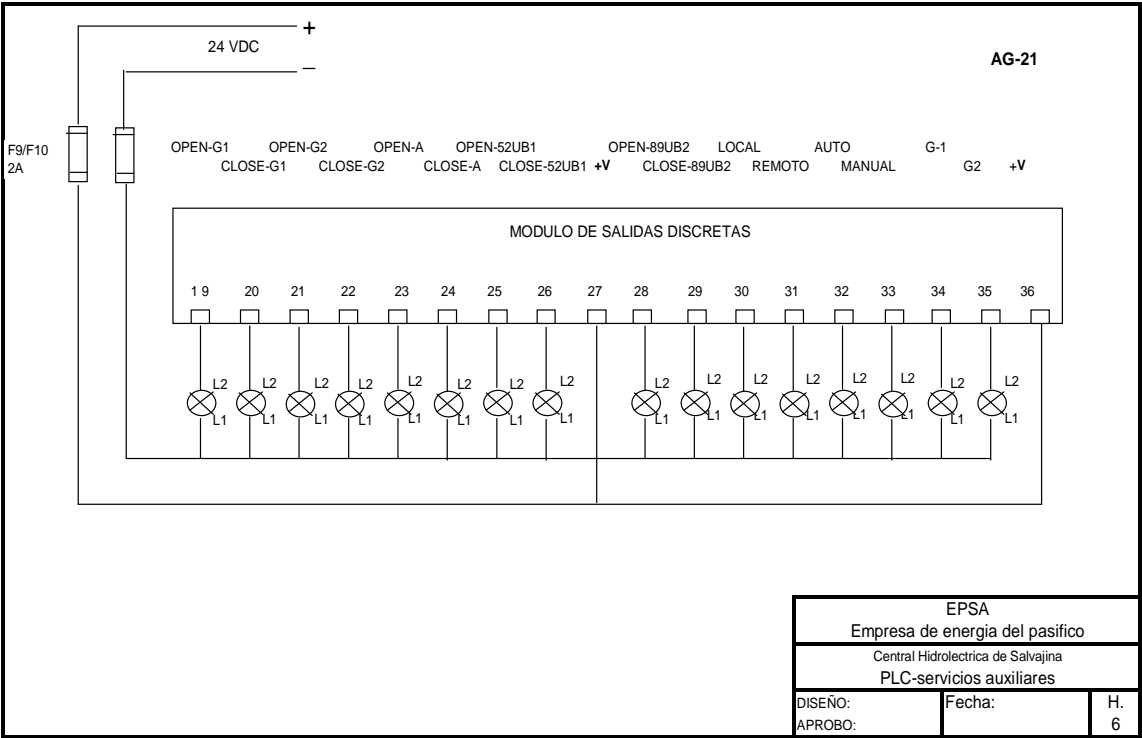 +
24 VDC
–
AG-21
F9/F10
2A
OPEN-G1 OPEN-G2 OPEN-A OPEN-52UB1 OPEN-89UB2 LOCAL AUTO G-1
CLOSE-G1 CLOSE-G2 CLOSE-A CLOSE-52UB1 +V CLOSE-89UB2 REMOTO MANUAL G2 +V
MODULO DE SALIDAS DISCRETAS
1 9 20 21 22 23 24 25 26 27 28 29 30 31 32 33 34 35 36
L2 L2 L2 L2 L2 L2 L2 L2 L2 L2 L2 L2 L2 L2 L2 L2
L1 L1 L1 L1 L1 L1 L1 L1 L1 L1 L1 L1 L1 L1 L1 L1
EPSA
Empresa de energia del pasifico
Central Hidrolectrica de Salvajina
PLC-servicios auxiliares
DISEÑO: Fecha: H.
APROBO: 6